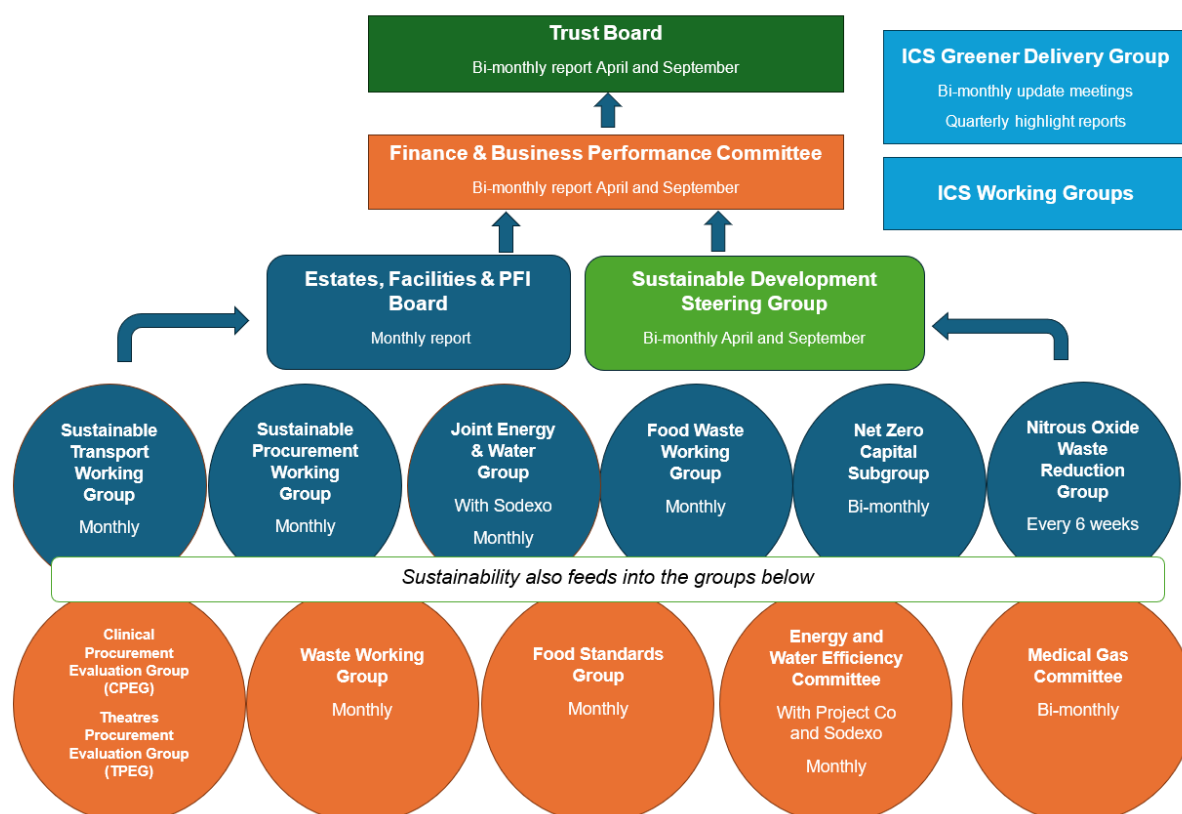 Trust Board
Bi-monthly report April and September
ICS Greener Delivery Group
Bi-monthly update meetings
Quarterly highlight reports
Finance & Business Performance Committee
Bi-monthly report April and September
ICS Working Groups
Estates, Facilities & PFI
Board
Monthly report
Sustainable Development
Steering Group
Bi-monthly April and September
Sustainable
Transport
Working
Group
Monthly
Sustainable
Procurement
Working
Group
Monthly
Joint Energy
& Water
Group
With Sodexo
Monthly
Food Waste
Working
Group
Monthly
Net Zero
Capital
Subgroup
Bi-monthly
Nitrous Oxide
Waste
Reduction
Group
Every 6 weeks
Sustainability also feeds into the groups below
Clinical
Procurement
Evaluation Group
(CPEG)
Theatres
Procurement
Evaluation Group
(TPEG)
Waste Working
Group
Monthly
Food Standards
Group
Monthly
Energy and
Water Efficiency
Committee
With Project Co
and Sodexo
Monthly
Medical Gas
Committee
Bi-monthly